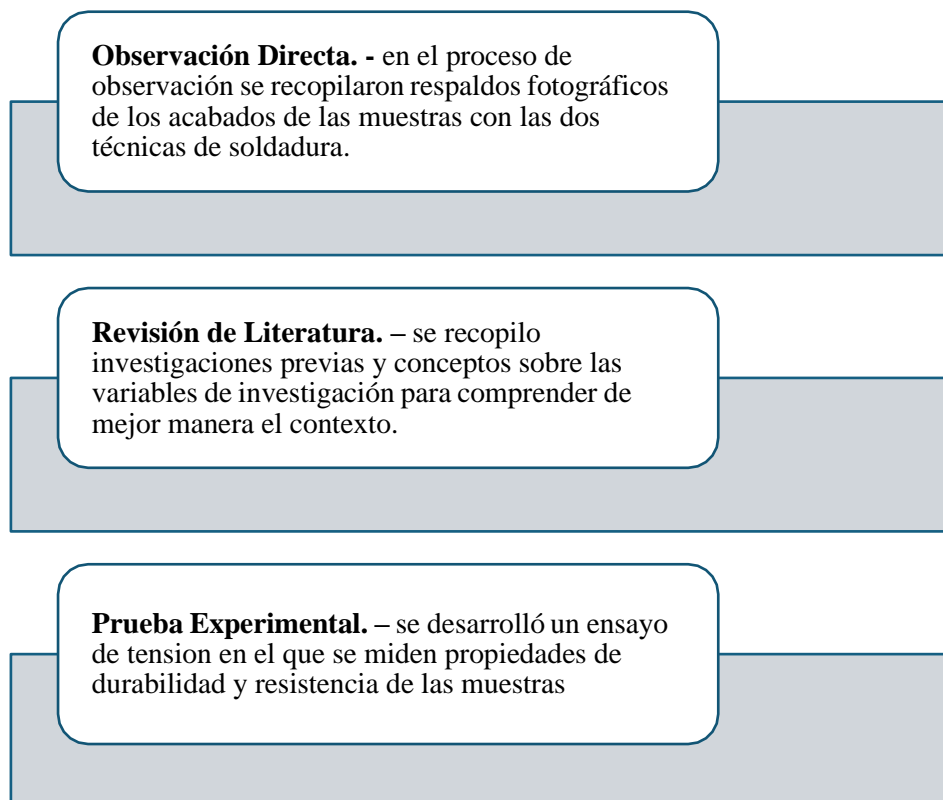 Observación Directa. - en el proceso de
observación se recopilaron respaldos fotográficos
de los acabados de las muestras con las dos
técnicas de soldadura.
Revisión de Literatura. – se recopilo
investigaciones previas y conceptos sobre las
variables de investigación para comprender de
mejor manera el contexto.
Prueba Experimental. – se desarrolló un ensayo
de tension en el que se miden propiedades de
durabilidad y resistencia de las muestras